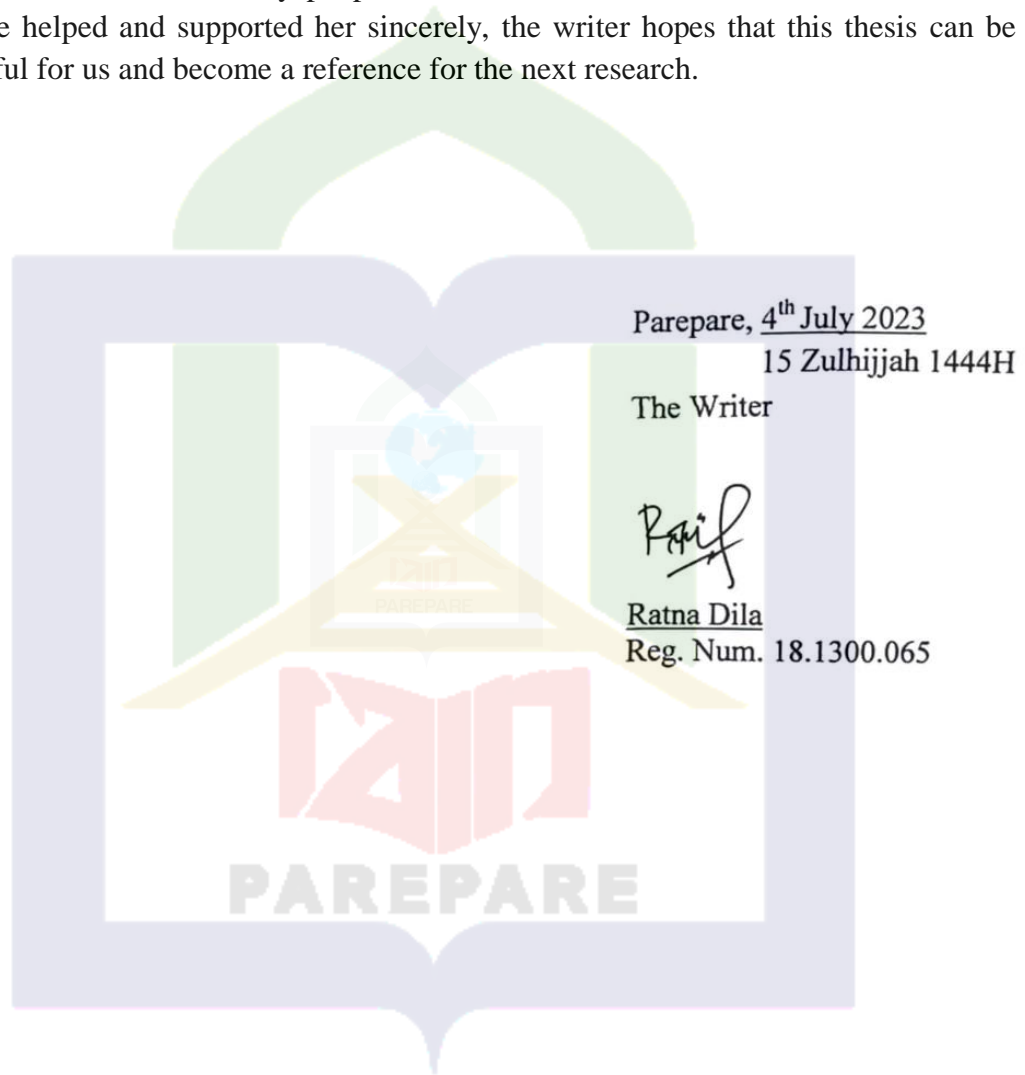 helped and supported her sincerely, the writer hopes that this thesis can be
for us and become a reference for the next research.
Parepare, 4th July 2023
15 Zulhijjah 1444H
The Writer
Ratna Dila
Reg. Num. 18.1300.065
PAREPARE
PAREPARE